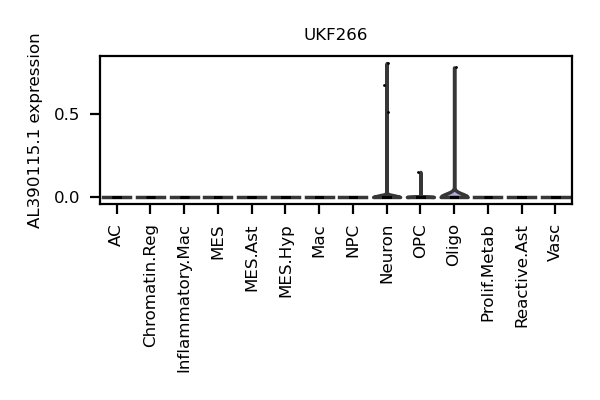 UKF266
AL390115.1 expression
0.5
0.0
AC
Chromatin.Reg
Inflammatory.Mac
MES
MES.Ast
MES.Hyp
Mac
NPC
Neuron
OPC
Oligo
Prolif.Metab
Reactive.Ast
Vasc